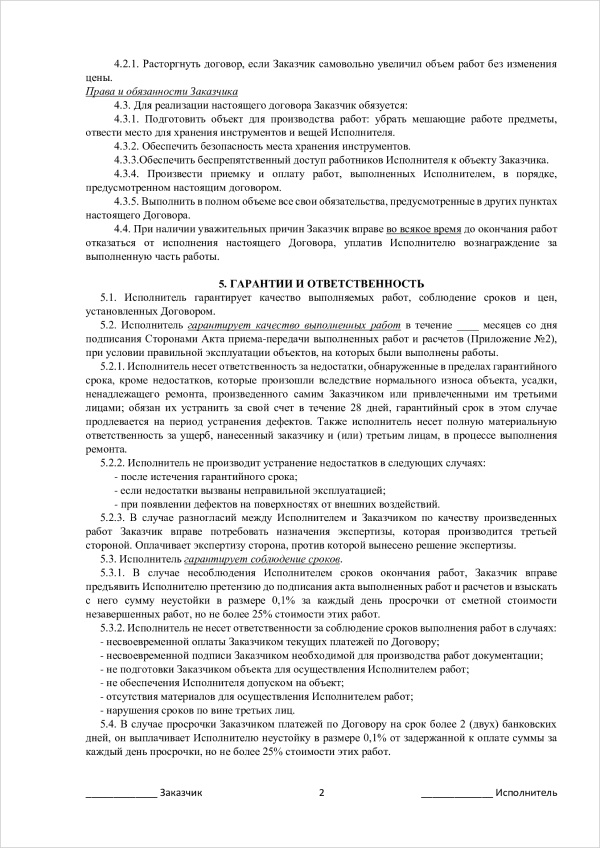 4.2.1. Расторгнуть договор, если Заказчик самовольно увеличил объем работ без изменения
цены.
Права и обязанности Заказчика
4.3. Для реализации настоящего договора Заказчик обязуется:
4.3.1. Подготовить объект для производства работ: убрать мешающие работе предметы,
отвести место для хранения инструментов и вещей Исполнителя.
4.3.2. Обеспечить безопасность места хранения инструментов.
4.3.3.Обеспечить беспрепятственный доступ работников Исполнителя к объекту Заказчика.
4.3.4. Произвести приемку и оплату работ, выполненных Исполнителем, в порядке,
предусмотренном настоящим договором.
4.3.5. Выполнить в полном объеме все свои обязательства, предусмотренные в других пунктах
настоящего Договора.
4.4. При наличии уважительных причин Заказчик вправе во всякое время до окончания работ
отказаться от исполнения настоящего Договора, уплатив Исполнителю вознаграждение за
выполненную часть работы.
5. ГАРАНТИИ И ОТВЕТСТВЕННОСТЬ
5.1. Исполнитель гарантирует качество выполняемых работ, соблюдение сроков и цен,
установленных Договором.
5.2. Исполнитель гарантирует качество выполненных работ в течение ____ месяцев со дня
подписания Сторонами Акта приема-передачи выполненных работ и расчетов (Приложение №2),
при условии правильной эксплуатации объектов, на которых были выполнены работы.
5.2.1. Исполнитель несет ответственность за недостатки, обнаруженные в пределах гарантийного
срока, кроме недостатков, которые произошли вследствие нормального износа объекта, усадки,
ненадлежащего ремонта, произведенного самим Заказчиком или привлеченными им третьими
лицами; обязан их устранить за свой счет в течение 28 дней, гарантийный срок в этом случае
продлевается на период устранения дефектов. Также исполнитель несет полную материальную
ответственность за ущерб, нанесенный заказчику и (или) третьим лицам, в процессе выполнения
ремонта.
5.2.2. Исполнитель не производит устранение недостатков в следующих случаях:
- после истечения гарантийного срока;
- если недостатки вызваны неправильной эксплуатацией;
- при появлении дефектов на поверхностях от внешних воздействий.
5.2.3. В случае разногласий между Исполнителем и Заказчиком по качеству произведенных
работ Заказчик вправе потребовать назначения экспертизы, которая производится третьей
стороной. Оплачивает экспертизу сторона, против которой вынесено решение экспертизы.
5.3. Исполнитель гарантирует соблюдение сроков.
5.3.1. В случае несоблюдения Исполнителем сроков окончания работ, Заказчик вправе
предъявить Исполнителю претензию до подписания акта выполненных работ и расчетов и взыскать
с него сумму неустойки в размере 0,1% за каждый день просрочки от сметной стоимости
незавершенных работ, но не более 25% стоимости этих работ.
5.3.2. Исполнитель не несет ответственности за соблюдение сроков выполнения работ в случаях:
- несвоевременной оплаты Заказчиком текущих платежей по Договору;
- несвоевременной подписи Заказчиком необходимой для производства работ документации;
- не подготовки Заказчиком объекта для осуществления Исполнителем работ;
- не обеспечения Исполнителя допуском на объект;
- отсутствия материалов для осуществления Исполнителем работ;
- нарушения сроков по вине третьих лиц.
5.4. В случае просрочки Заказчиком платежей по Договору на срок более 2 (двух) банковских
дней, он выплачивает Исполнителю неустойку в размере 0,1% от задержанной к оплате суммы за
каждый день просрочки, но не более 25% стоимости этих работ.
_____________ Заказчик 2 _____________ Исполнитель